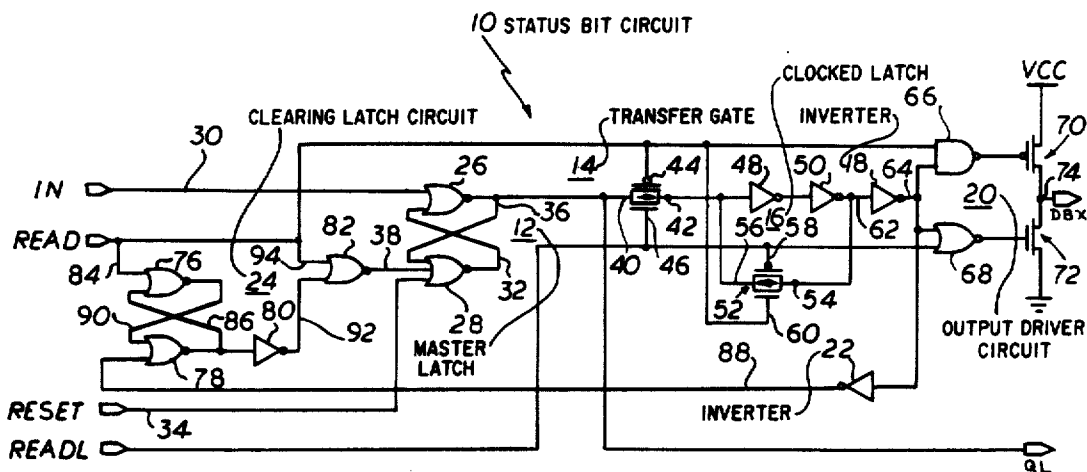 10 STATUS BIT CIRCUIT
CLOCKED LATCH
VCC
66
CLEARING LATCH CIRCUIT
TRANSFER GATE
INVERTER
70
30
14
44
48
50
48
64
74
IN
26
36
42
16
58
62
20
DBX
READ
82
38
12
40
46
56
94
84
76
24
32
68
72
52
54
90
86
80
28
60
92
MASTER
LATCH
OUTPUT DRIVER
CIRCUIT
78
88
22
RESET
34
INVERTER
READL
QL